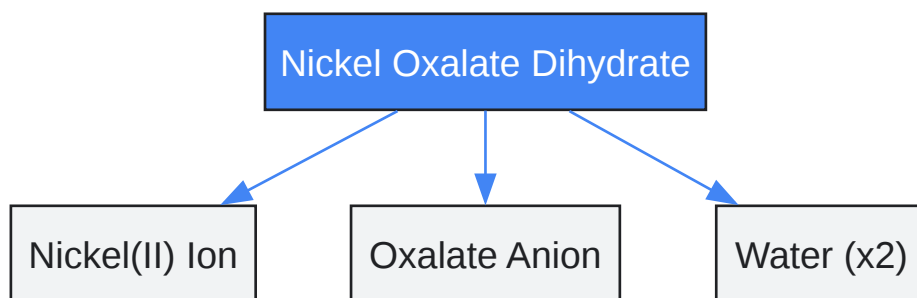 Nickel Oxalate Dihydrate
Nickel(II) Ion
Oxalate Anion
Water (x2)